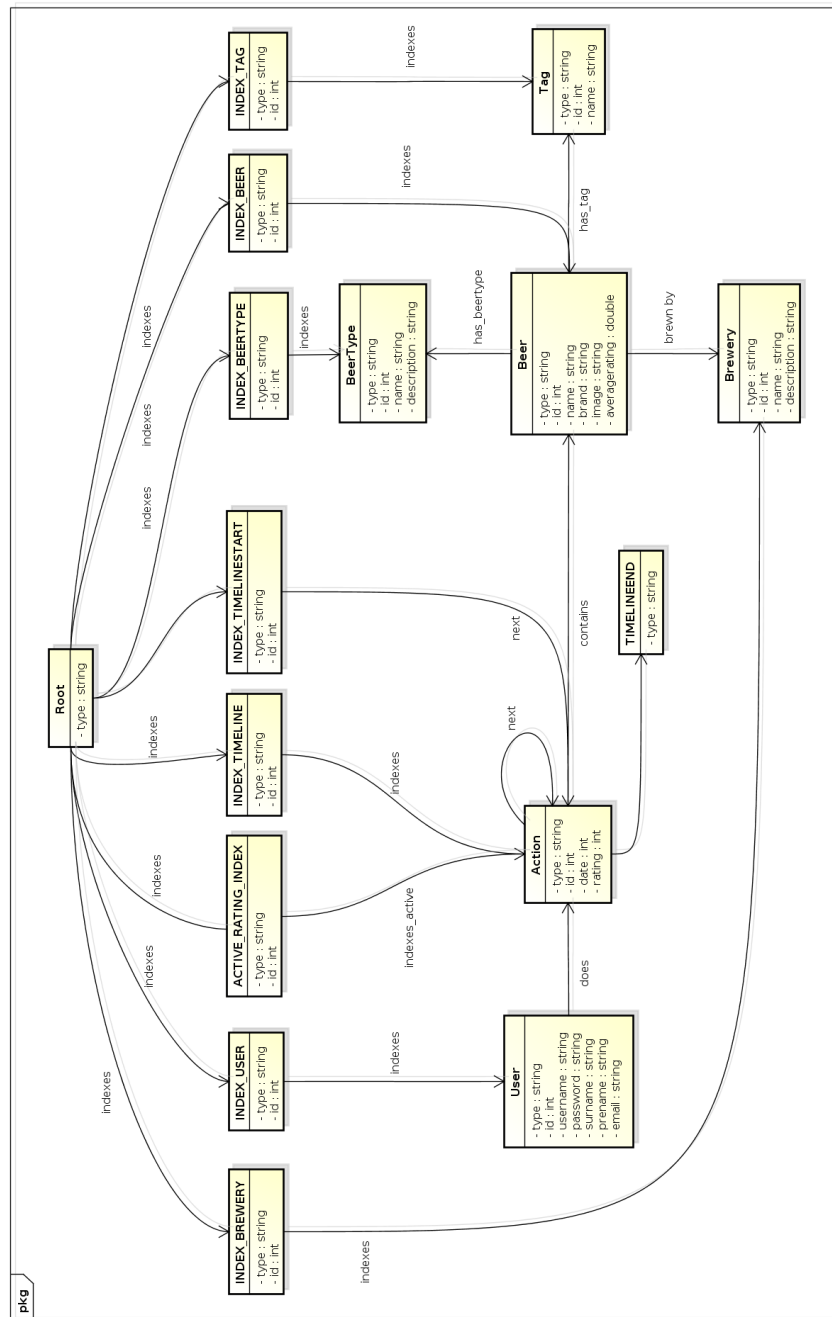 pkg
Root
- type : string
indexes
indexes
indexes
indexes
indexes
indexes
indexes
indexes
INDEX_BREWERY
- type : string
- id : int
INDEX_USER
- type : string
- id : int
ACTIVE_RATING_INDEX
- type : string
- id : int
INDEX_TIMELINE
- type : string
- id : int
INDEX_TIMELINESTART
- type : string
- id : int
INDEX_BEERTYPE
- type : string
- id : int
INDEX_BEER
- type : string
- id : int
INDEX_TAG
- type : string
- id : int
indexes
indexes
indexes_active
indexes
next
indexes
indexes
indexes
BeerType
- type : string
- id : int
- name : string
- description : string
next
has_beertype
User
- type : string
- id : int
- username : string
- password : string
- surname : string
- prename : string
- email : string
does
Action
- type : string
- id : int
- date : int
- rating : int
contains
Beer
- type : string
- id : int
- name : string
- brand : string
- image : string
- averagerating : double
has_tag
Tag
- type : string
- id : int
- name : string
TIMELINEEND
- type : string
brewn by
Brewery
- type : string
- id : int
- name : string
- description : string